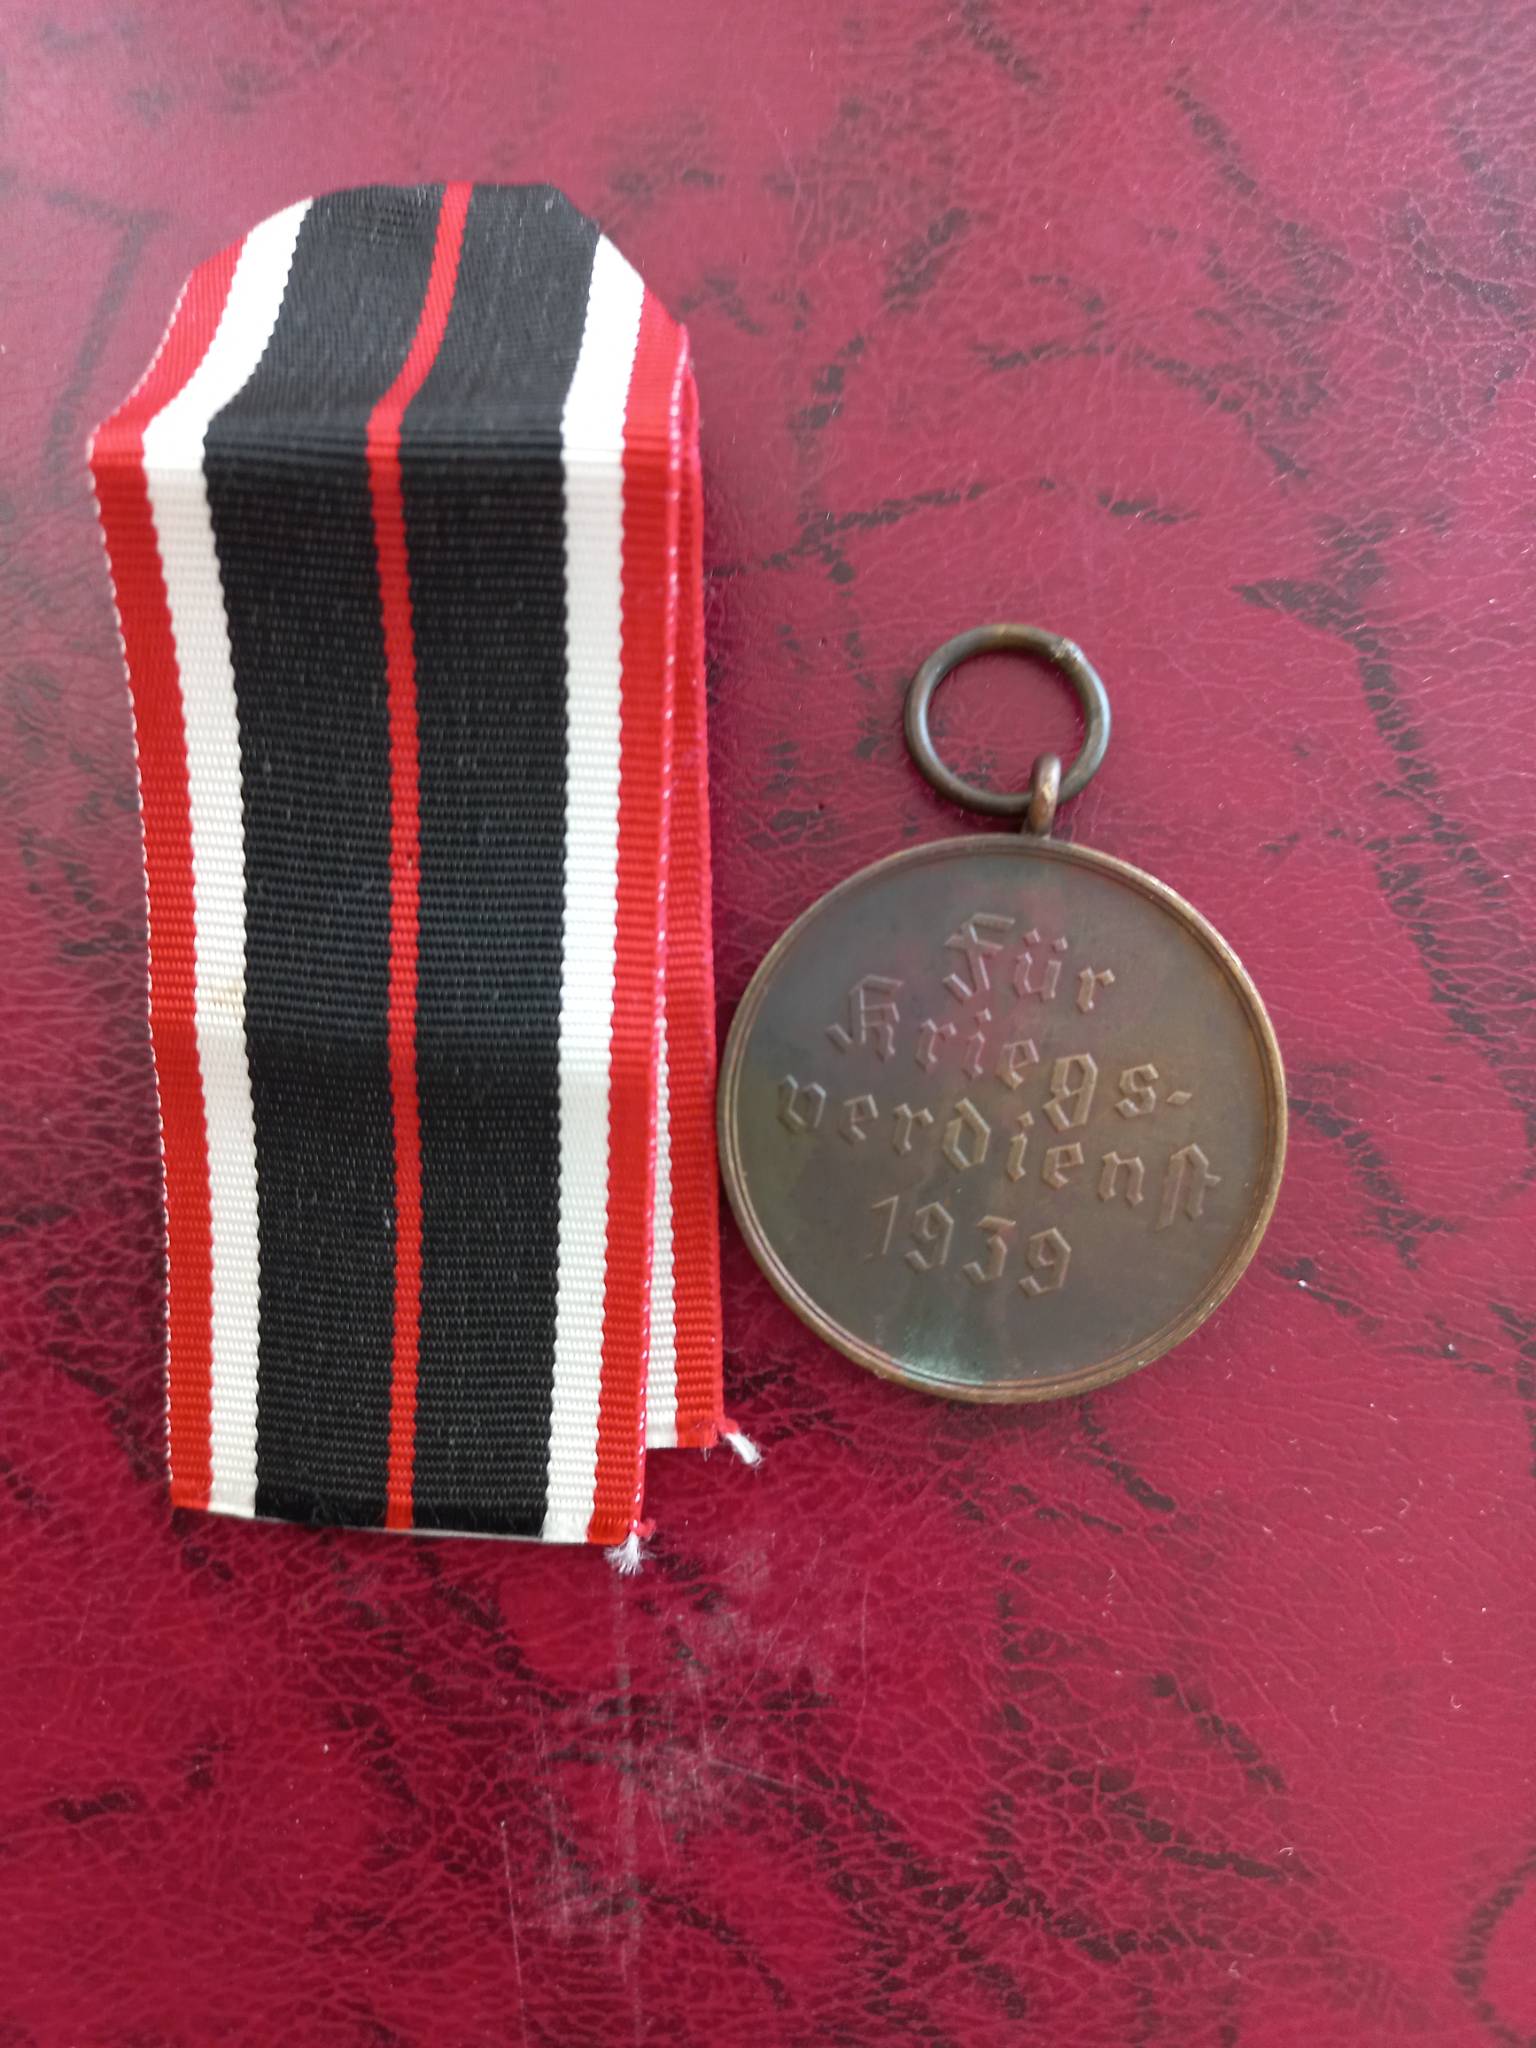 Für
Kriegs-
verdienst
1939